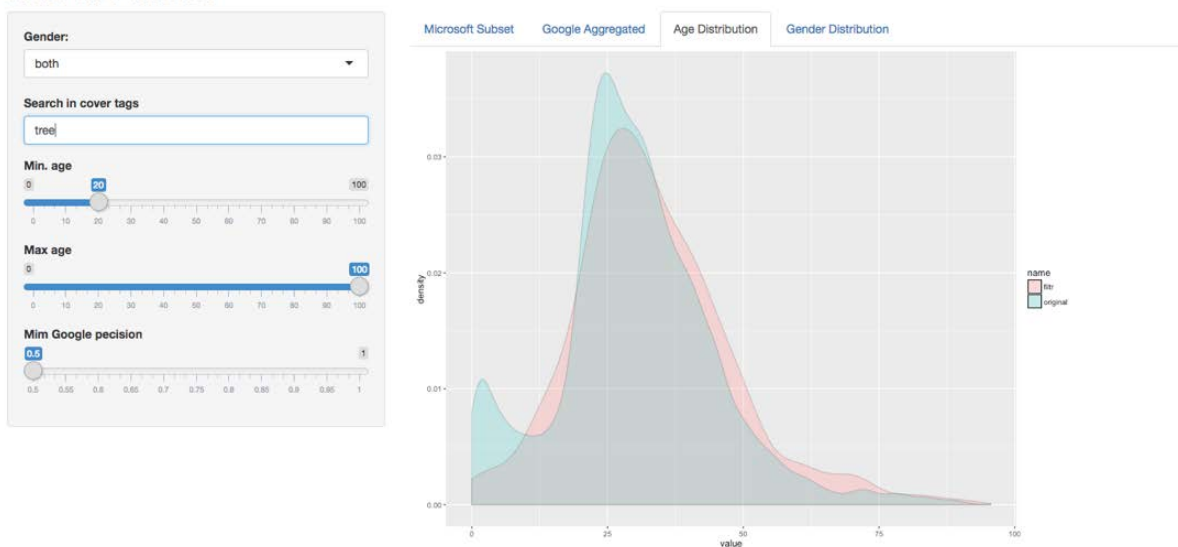 Gender:
both
Search in cover tags
tree
Min. age
0 20 100
0 10 20 30 40 50 60 70 80 90 100
Max age
0 100
0 10 20 30 40 50 60 70 80 90 100
Mim Google pecision
0.5 1
0.5 0.55 0.6 0.65 0.7 0.75 0.8 0.85 0.9 0.95 1
Microsoft Subset Google Aggregated Age Distribution Gender Distribution
0.03
0.02
0.01
0.00
density
0 25 50 75 100
value
name
filtr
original